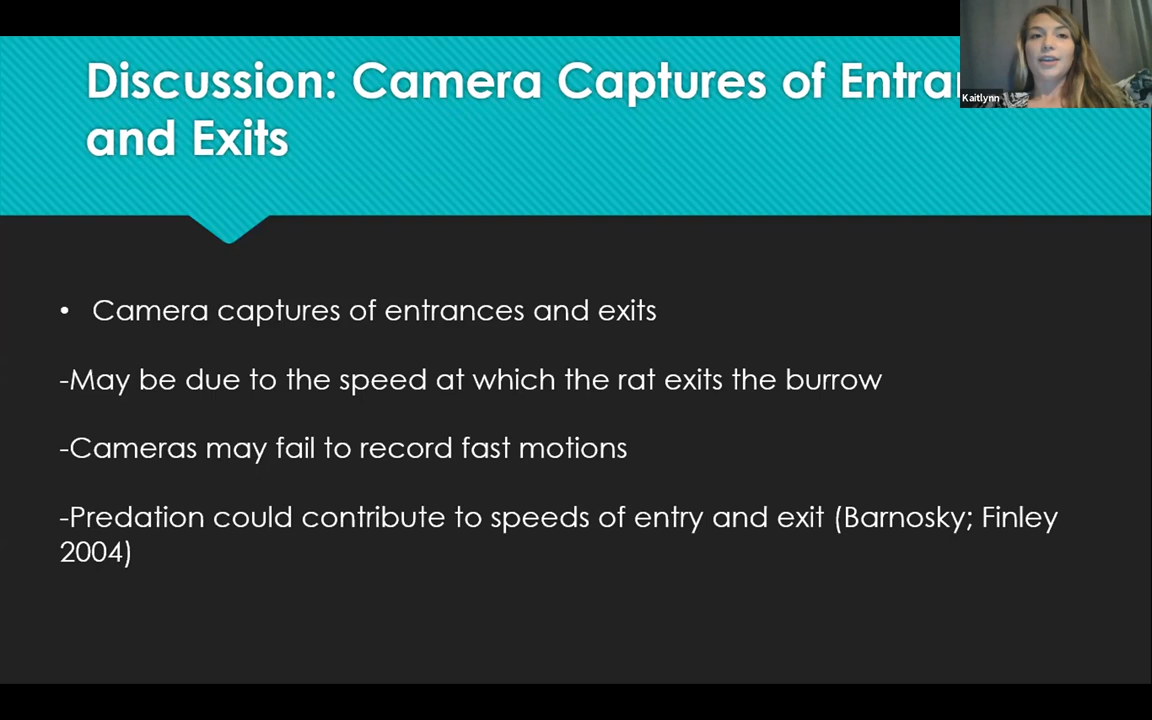 Discussion: Camera Captures of
and Exits
Kaitlynn
• Camera captures of entrances and exits
-May be due to the speed at which the rat exits the burrow
-Cameras may fail to record fast motions
-Predation could contribute to speeds of entry and exit (Barnosky; Finley
2004)